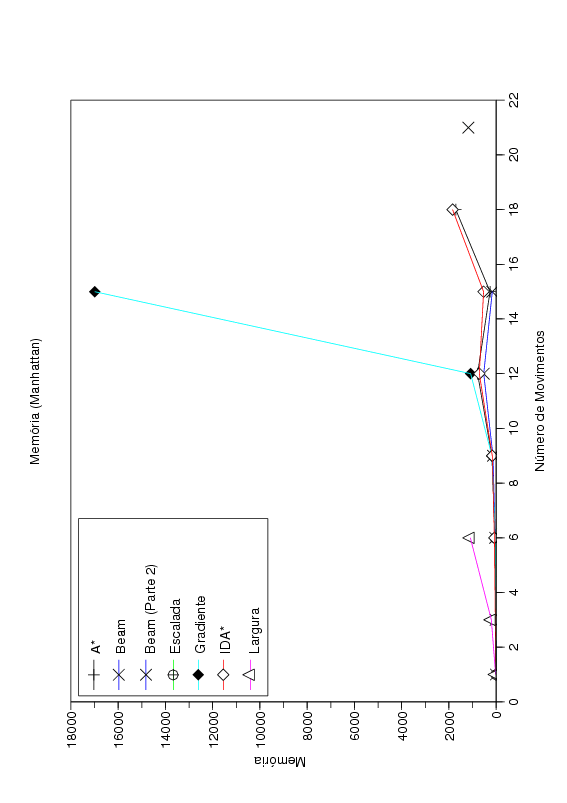 Memória (Manhattan)
18000
16000
14000
12000
10000
8000
6000
4000
2000
0
Memória
A*
Beam
Beam (Parte 2)
Escalada
Gradiente
IDA*
Largura
0
2
4
6
8
10
12
14
16
18
20
22
Número de Movimentos